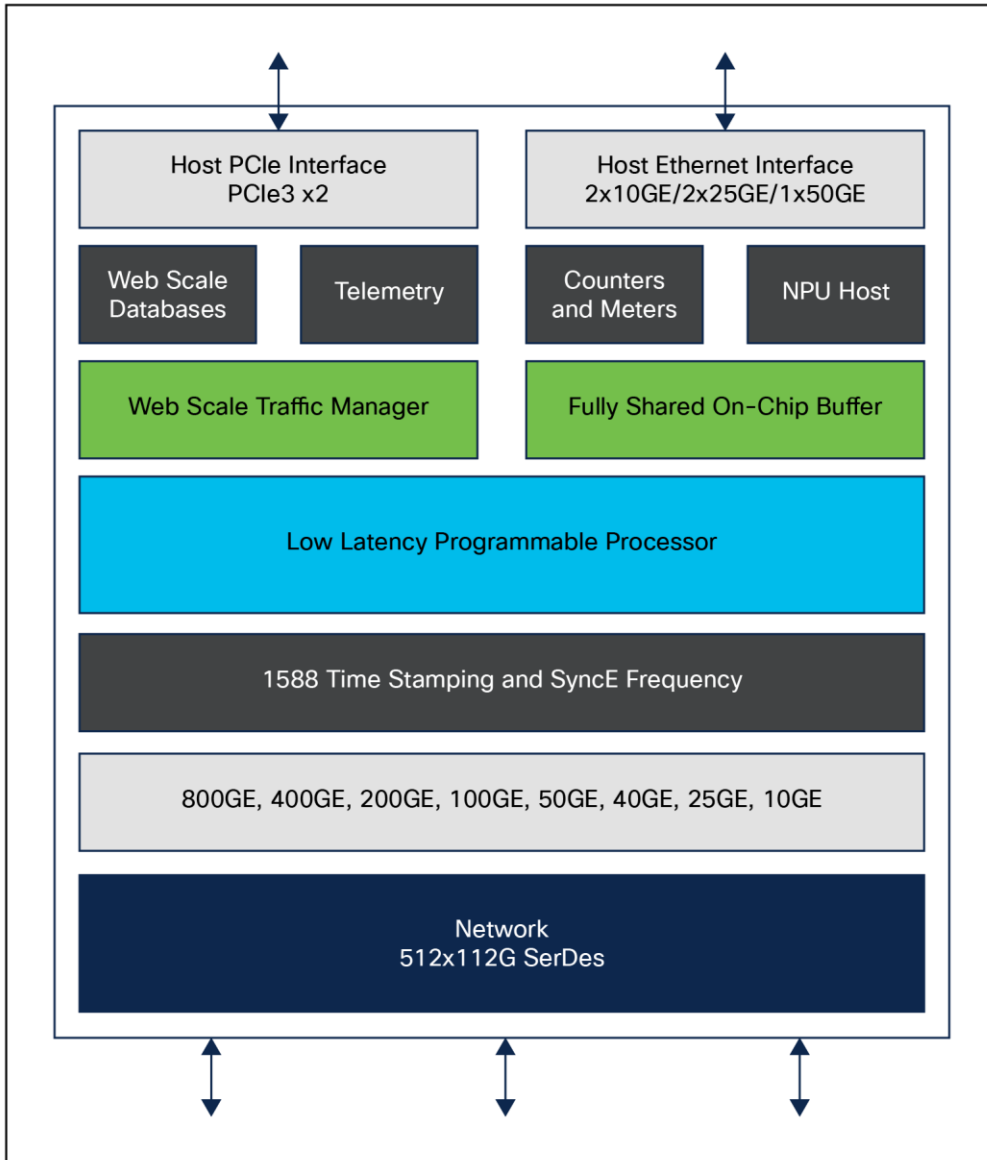 Host PCIe Interface
PCIe3 x2
Host Ethernet Interface
2x10GE/2x25GE/1x50GE
Web Scale
Databases
Telemetry
Counters
and Meters
NPU Host
Web Scale Traffic Manager
Fully Shared On-Chip Buffer
Low Latency Programmable Processor
1588 Time Stamping and SyncE Frequency
800GE, 400GE, 200GE, 100GE, 50GE, 40GE, 25GE, 10GE
Network
512x112G SerDes